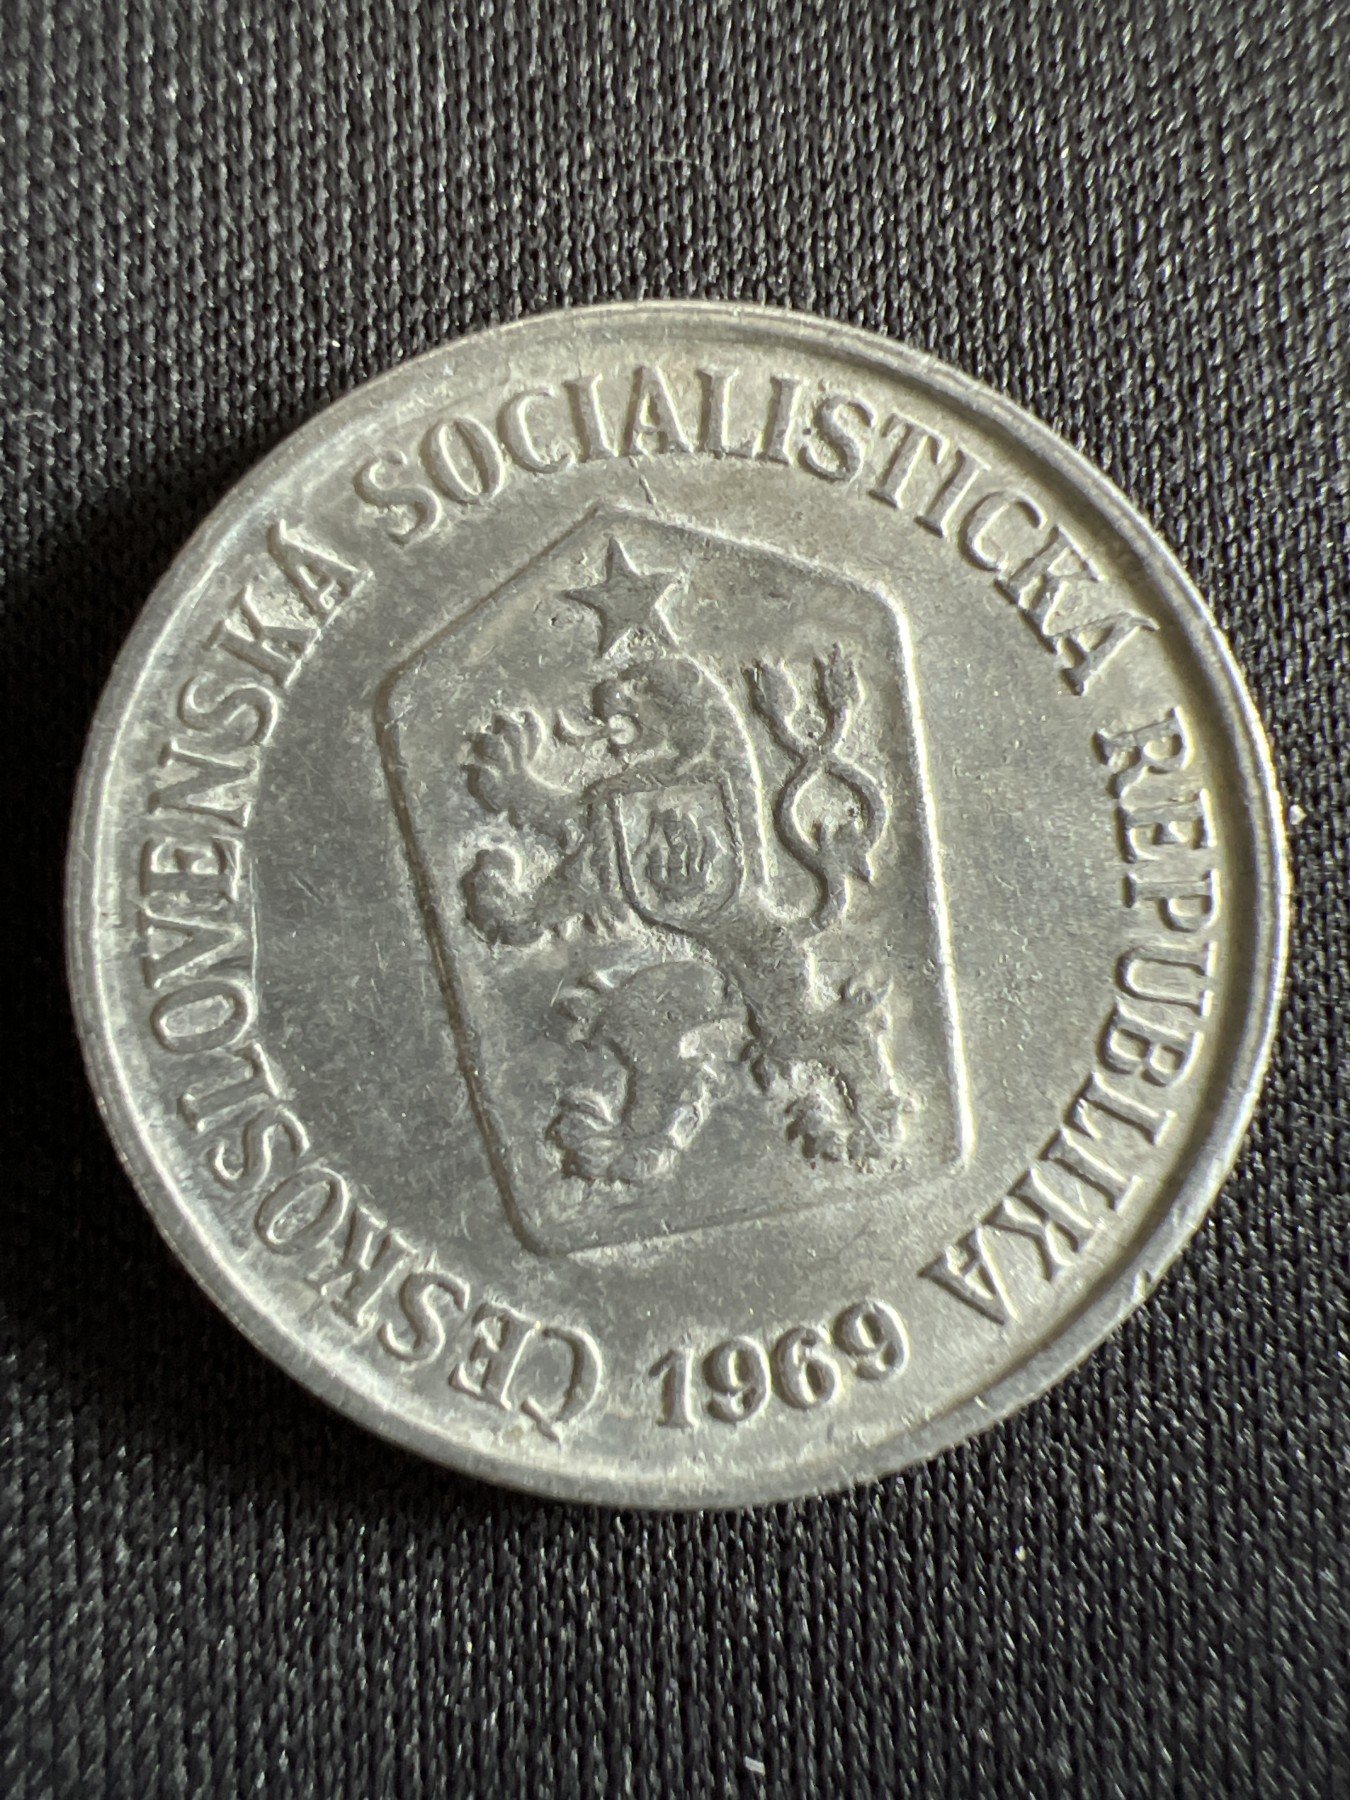 ČESKOSLOVENSKÁ SOCIALISTICKÁ REPUBLIKA
1969